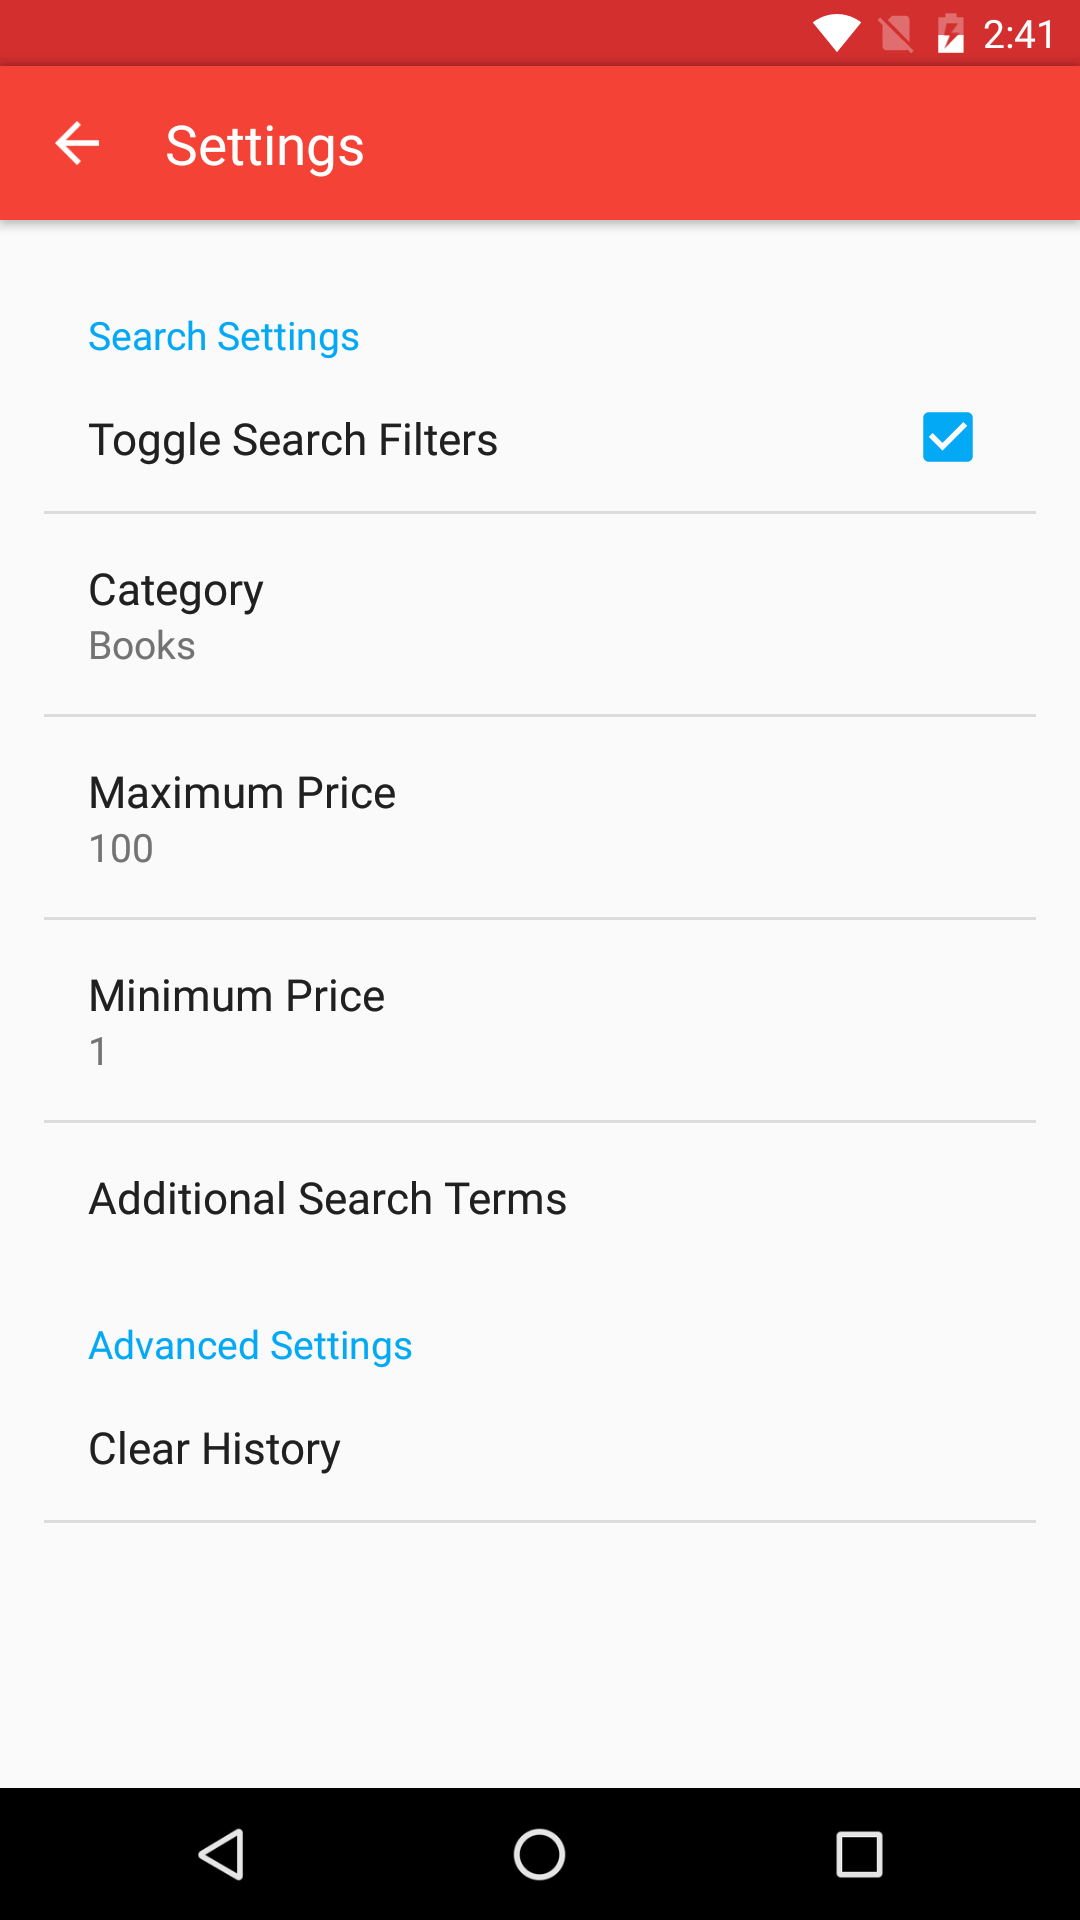 2:41
Settings
Search Settings
Toggle Search Filters
Category
Books
Maximum Price
100
Minimum Price
1
Additional Search Terms
Advanced Settings
Clear History